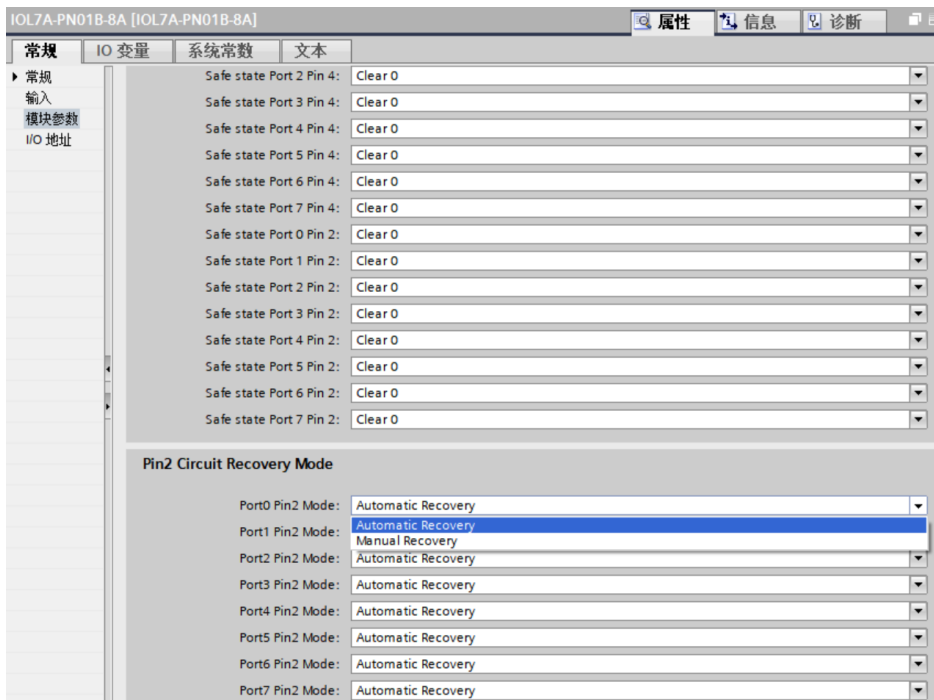 IOL7A-PN01B-8A [IOL7A-PN01B-8A]
属性 信息 诊断
常规 IO 变量 系统常数 文本
常规
输入
模块参数
I/O 地址
Safe state Port 2 Pin 4: Clear 0
Safe state Port 3 Pin 4: Clear 0
Safe state Port 4 Pin 4: Clear 0
Safe state Port 5 Pin 4: Clear 0
Safe state Port 6 Pin 4: Clear 0
Safe state Port 7 Pin 4: Clear 0
Safe state Port 0 Pin 2: Clear 0
Safe state Port 1 Pin 2: Clear 0
Safe state Port 2 Pin 2: Clear 0
Safe state Port 3 Pin 2: Clear 0
Safe state Port 4 Pin 2: Clear 0
Safe state Port 5 Pin 2: Clear 0
Safe state Port 6 Pin 2: Clear 0
Safe state Port 7 Pin 2: Clear 0
Pin2 Circuit Recovery Mode
Port0 Pin2 Mode: Automatic Recovery
Automatic Recovery
Port1 Pin2 Mode:
Manual Recovery
Port2 Pin2 Mode: Automatic Recovery
Port3 Pin2 Mode: Automatic Recovery
Port4 Pin2 Mode: Automatic Recovery
Port5 Pin2 Mode: Automatic Recovery
Port6 Pin2 Mode: Automatic Recovery
Port7 Pin2 Mode: Automatic Recovery